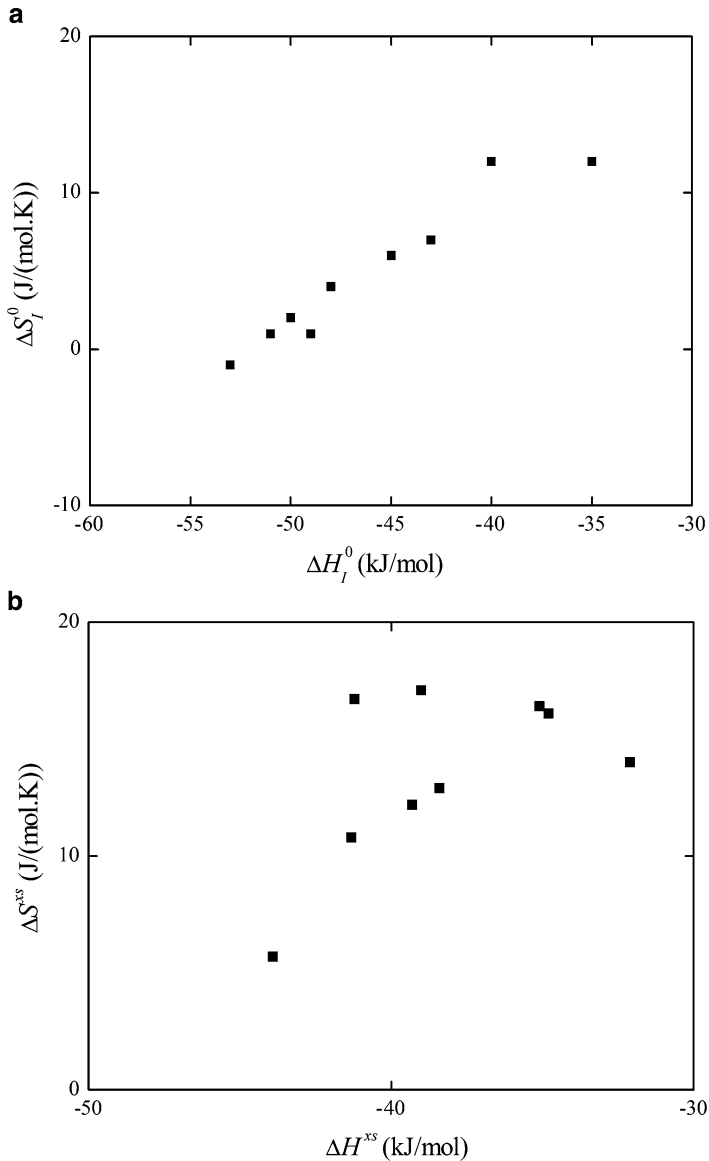 a
20
10
0
-10
ΔS_I^0 (J/(mol.K))
-60 -55 -50 -45 -40 -35 -30
ΔH_I^0 (kJ/mol)
b
20
10
0
ΔS^xs (J/(mol.K))
-50 -40 -30
ΔH^xs (kJ/mol)